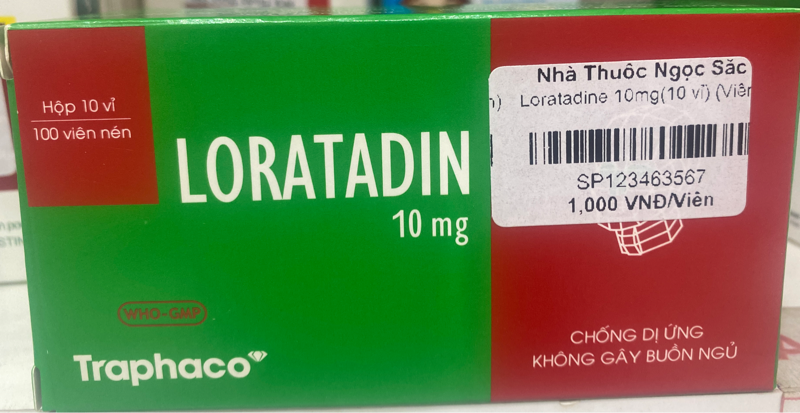 Hộp 10 vỉ
100 viên nén
LORATADIN
10 mg
WHO-GMP
Traphaco
Nhà Thuốc Ngọc Sắc
) Loratadine 10mg(10 vỉ) (Viên
SP123463567
1,000 VNĐ/Viên
CHỐNG DỊ ỨNG
KHÔNG GÂY BUỒN NGỦ